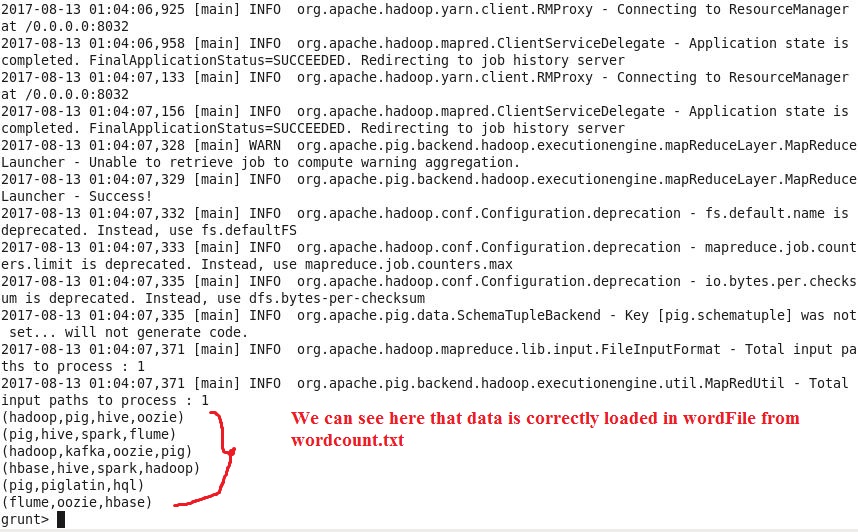 2017-08-13 01:04:06,925 [main] INFO  org.apache.hadoop.yarn.client.RMProxy - Connecting to ResourceManager
at /0.0.0.0:8032
2017-08-13 01:04:06,958 [main] INFO  org.apache.hadoop.mapred.ClientServiceDelegate - Application state is
completed. FinalApplicationStatus=SUCCEEDED. Redirecting to job history server
2017-08-13 01:04:07,133 [main] INFO  org.apache.hadoop.yarn.client.RMProxy - Connecting to ResourceManager
at /0.0.0.0:8032
2017-08-13 01:04:07,156 [main] INFO  org.apache.hadoop.mapred.ClientServiceDelegate - Application state is
completed. FinalApplicationStatus=SUCCEEDED. Redirecting to job history server
2017-08-13 01:04:07,328 [main] WARN  org.apache.pig.backend.hadoop.executionengine.mapReduceLayer.MapReduce
Launcher - Unable to retrieve job to compute warning aggregation.
2017-08-13 01:04:07,329 [main] INFO  org.apache.pig.backend.hadoop.executionengine.mapReduceLayer.MapReduce
Launcher - Success!
2017-08-13 01:04:07,332 [main] INFO  org.apache.hadoop.conf.Configuration.deprecation - fs.default.name is
deprecated. Instead, use fs.defaultFS
2017-08-13 01:04:07,333 [main] INFO  org.apache.hadoop.conf.Configuration.deprecation - mapreduce.job.count
ers.limit is deprecated. Instead, use mapreduce.job.counters.max
2017-08-13 01:04:07,335 [main] INFO  org.apache.hadoop.conf.Configuration.deprecation - io.bytes.per.checks
um is deprecated. Instead, use dfs.bytes-per-checksum
2017-08-13 01:04:07,335 [main] INFO  org.apache.pig.data.SchemaTupleBackend - Key [pig.schematuple] was not
 set... will not generate code.
2017-08-13 01:04:07,371 [main] INFO  org.apache.hadoop.mapreduce.lib.input.FileInputFormat - Total input pa
ths to process : 1
2017-08-13 01:04:07,371 [main] INFO  org.apache.pig.backend.hadoop.executionengine.util.MapRedUtil - Total
input paths to process : 1
(hadoop,pig,hive,oozie)
(pig,hive,spark,flume)
(hadoop,kafka,oozie,pig)
(hbase,hive,spark,hadoop)
(pig,piglatin,hql)
(flume,oozie,hbase)
grunt>
We can see here that data is correctly loaded in wordFile from
wordcount.txt